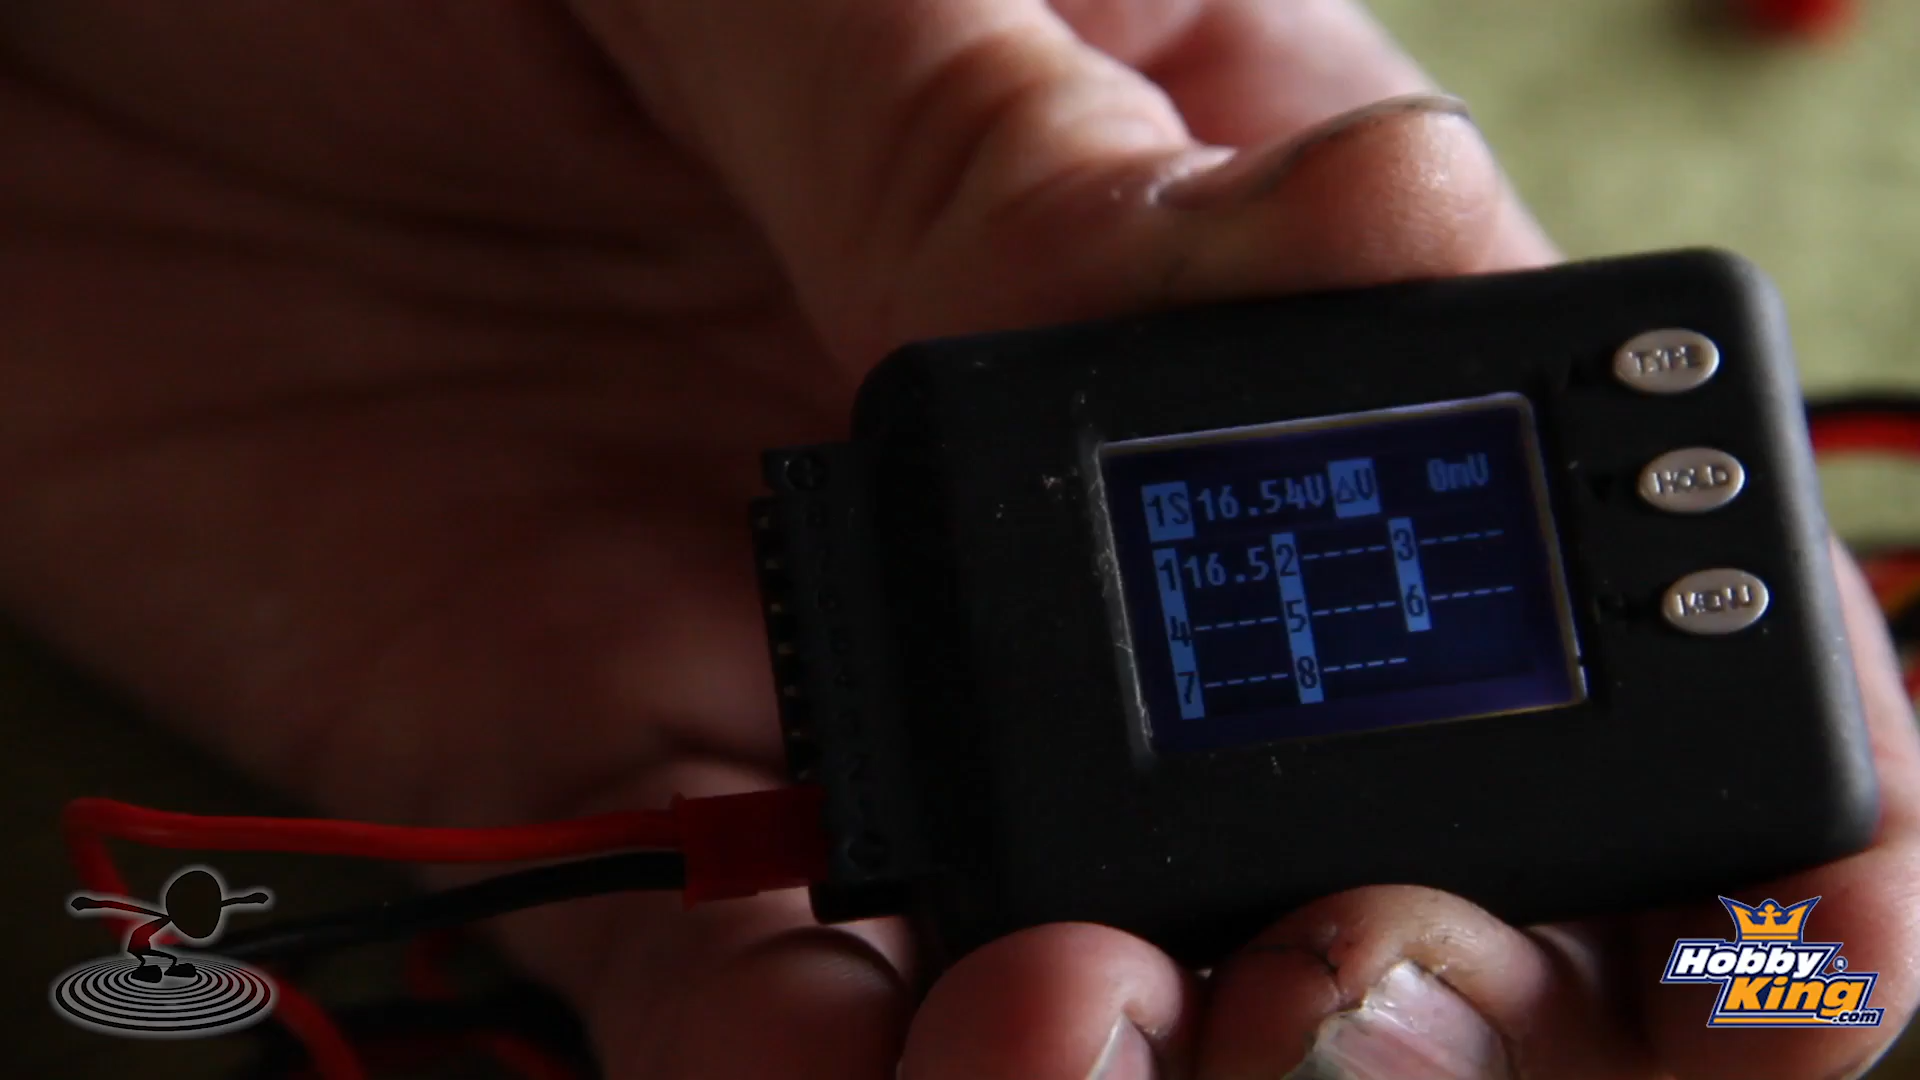 TYPE
HOLD
MENU
1S 16.54V △V 0mV
1 16.5 2 ----- 3 -----
4 ----- 5 ----- 6 -----
7 ----- 8 -----
Hobby
King
.com